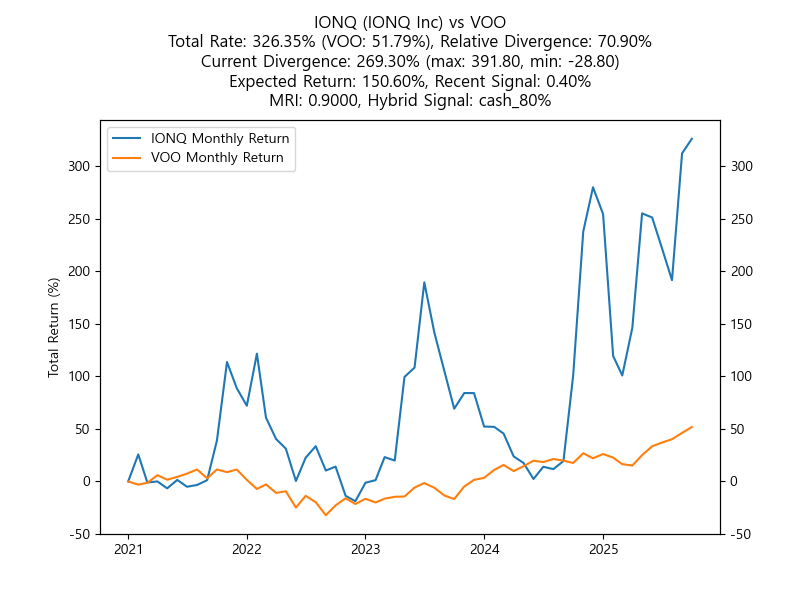 IONQ (IONQ Inc) vs VOO
Total Rate: 326.35% (VOO: 51.79%), Relative Divergence: 70.90%
Current Divergence: 269.30% (max: 391.80, min: -28.80)
Expected Return: 150.60%, Recent Signal: 0.40%
MRI: 0.9000, Hybrid Signal: cash_80%
IONQ Monthly Return
VOO Monthly Return
Total Return (%)
300
250
200
150
100
50
0
-50
300
250
200
150
100
50
0
-50
2021
2022
2023
2024
2025